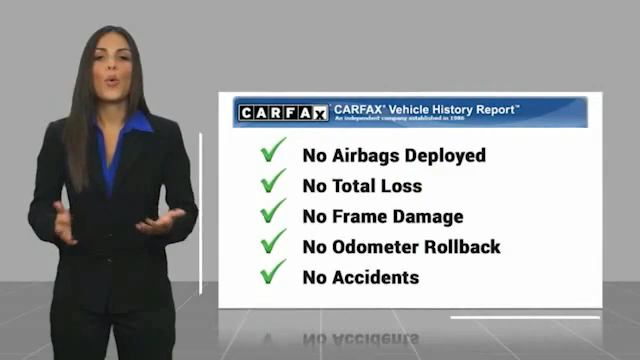 CARFAX® CARFAX® Vehicle History Report™
An independent company established in 1986
No Airbags Deployed
No Total Loss
No Frame Damage
No Odometer Rollback
No Accidents